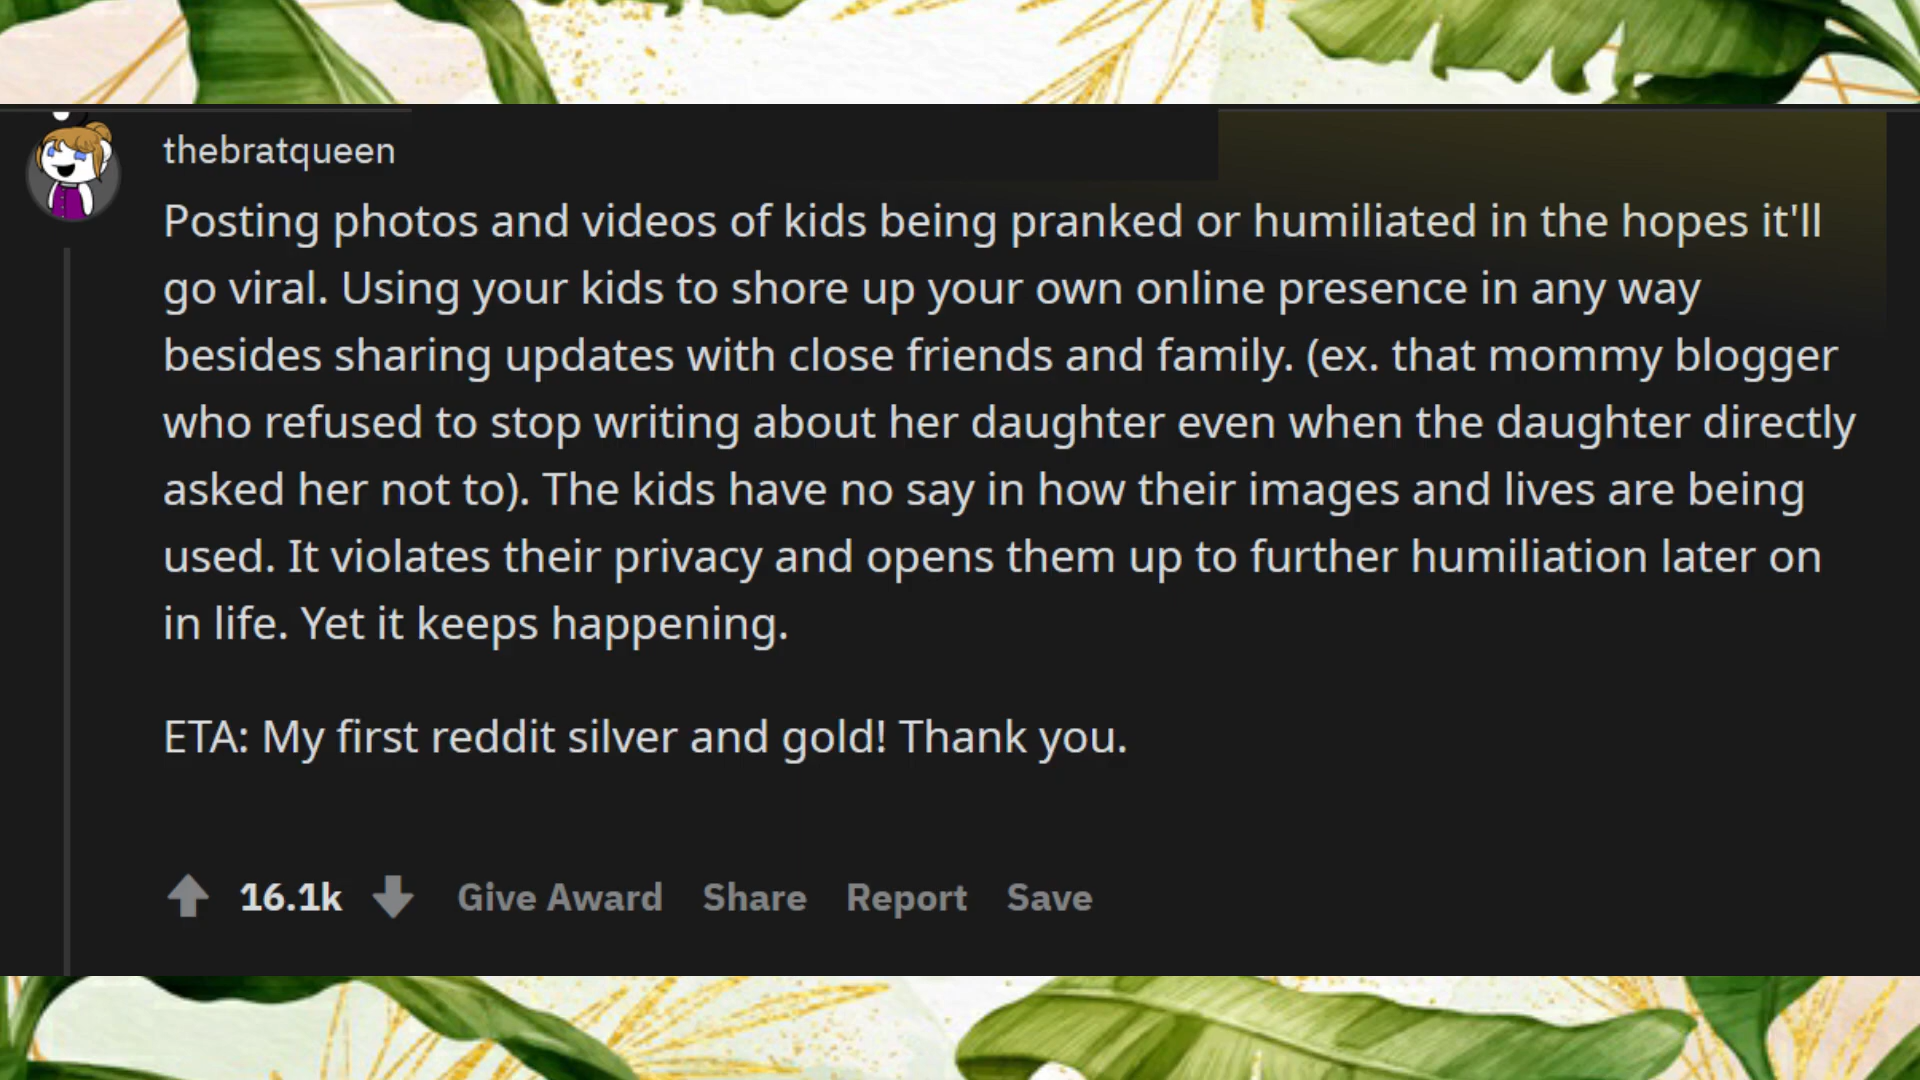 thebratqueen
Posting photos and videos of kids being pranked or humiliated in the hopes it'll
go viral. Using your kids to shore up your own online presence in any way
besides sharing updates with close friends and family. (ex. that mommy blogger
who refused to stop writing about her daughter even when the daughter directly
asked her not to). The kids have no say in how their images and lives are being
used. It violates their privacy and opens them up to further humiliation later on
in life. Yet it keeps happening.
ETA: My first reddit silver and gold! Thank you.
16.1k Give Award Share Report Save